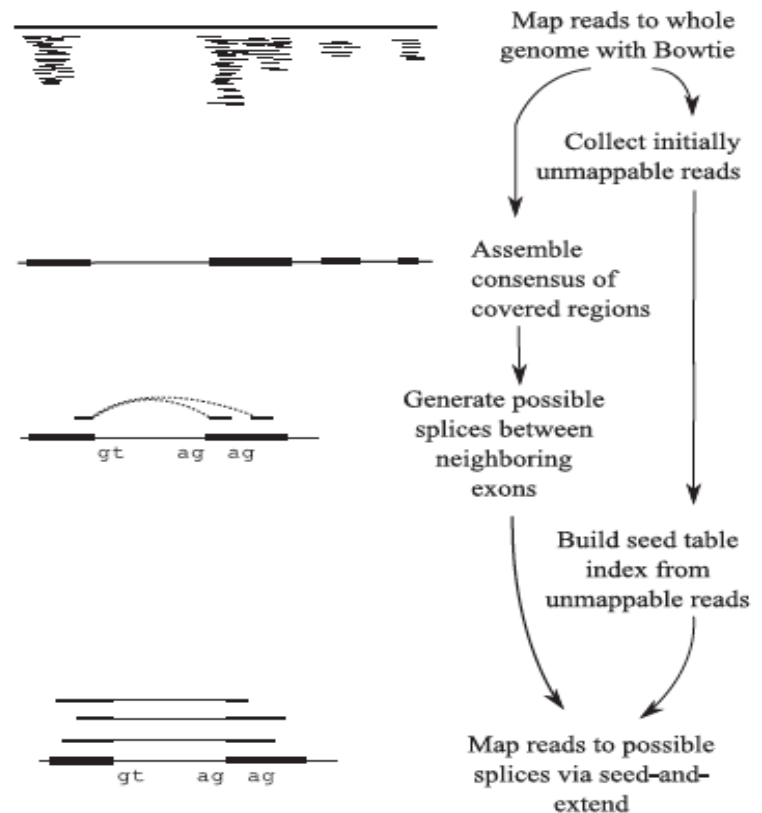 Map reads to whole
genome with Bowtie
Collect initially
unmappable reads
Assemble
consensus of
covered regions
Generate possible
splices between
neighboring
exons
gt ag ag
Build seed table
index from
unmappable reads
Map reads to possible
splices via seed-and-
extend
gt ag ag